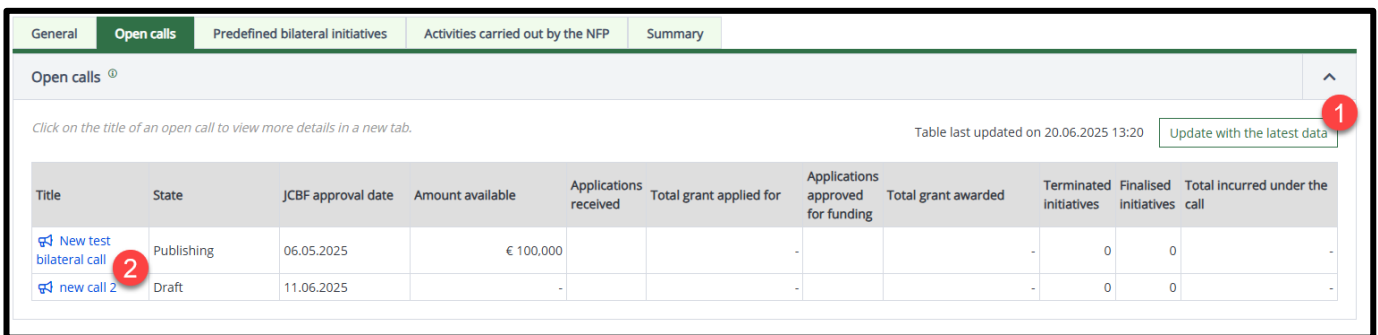 General Open calls Predefined bilateral initiatives Activities carried out by the NFP Summary
Open calls
1
Click on the title of an open call to view more details in a new tab. Table last updated on 20.06.2025 13:20 Update with the latest data
Title State JCBF approval date Amount available Applications received Total grant applied for Applications approved for funding Total grant awarded Terminated initiatives Finalised initiatives Total incurred under the call
New test bilateral call Publishing 06.05.2025 € 100,000 - - 0 0 -
2
new call 2 Draft 11.06.2025 - - - 0 0 -